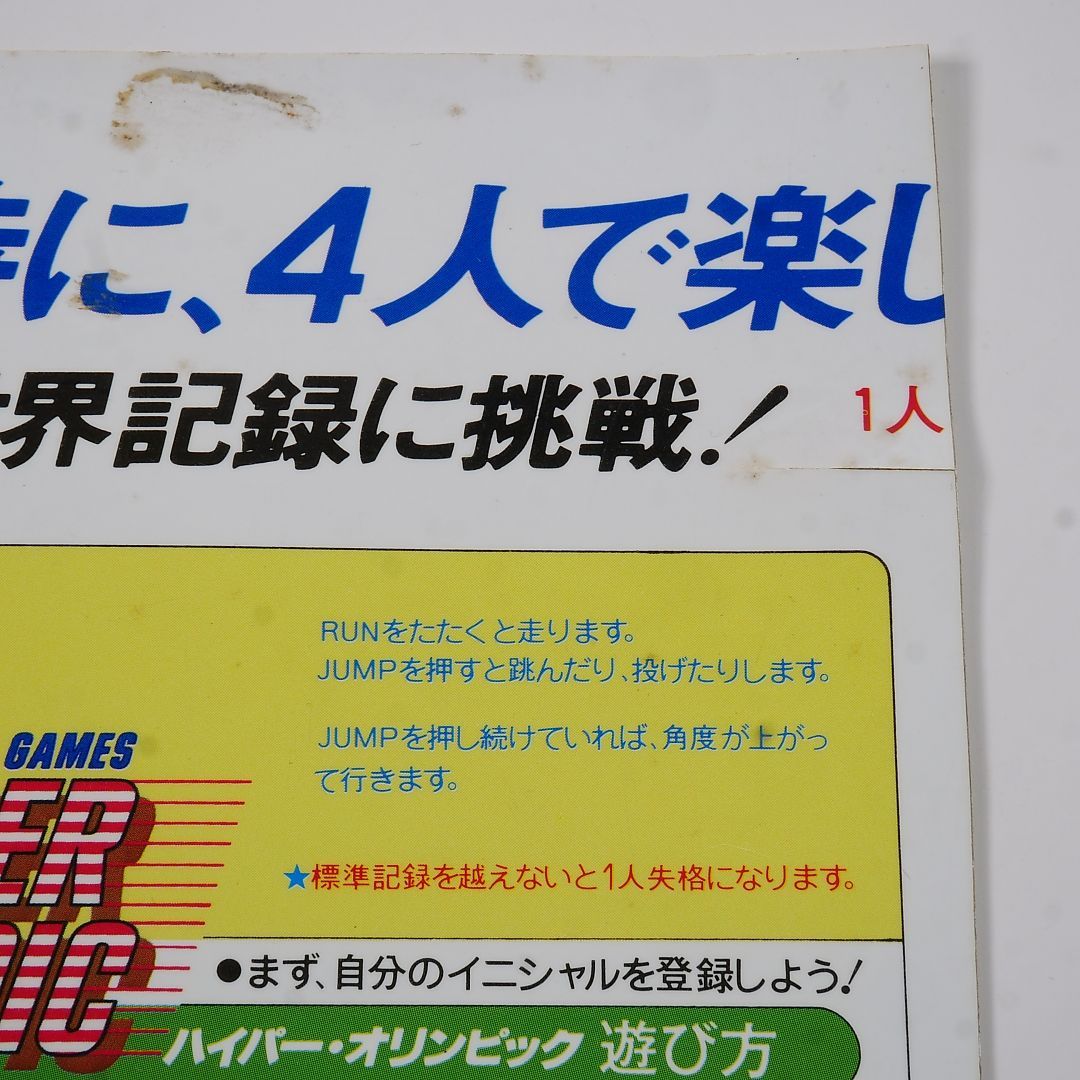 に、4人で楽し
界記録に挑戦！ 1人
RUNをたたくと走ります。
JUMPを押すと跳んだり、投げたりします。
JUMPを押し続けていれば、角度が上がっ
て行きます。
GAMES
★標準記録を越えないと1人失格になります。
●まず、自分のイニシャルを登録しよう！
ハイパー・オリンピック 遊び方